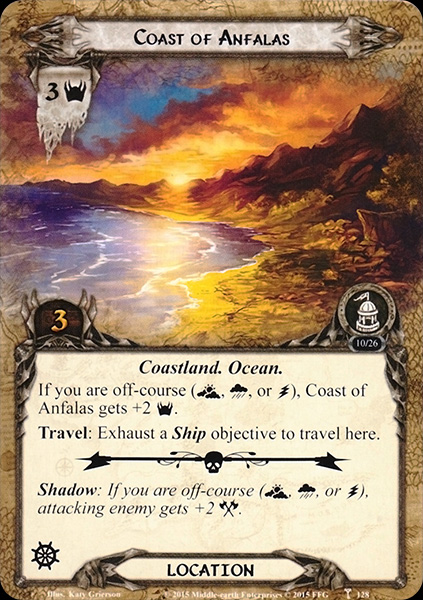 Coast of Anfalas
3
3
10/26
Coastland. Ocean.
If you are off-course ( , , or ), Coast of
Anfalas gets +2 .
Travel: Exhaust a Ship objective to travel here.
Shadow: If you are off-course ( , , or ),
attacking enemy gets +2 .
LOCATION
Illus. Katy Grierson © 2015 Middle-earth Enterprises © 2015 FFG 128